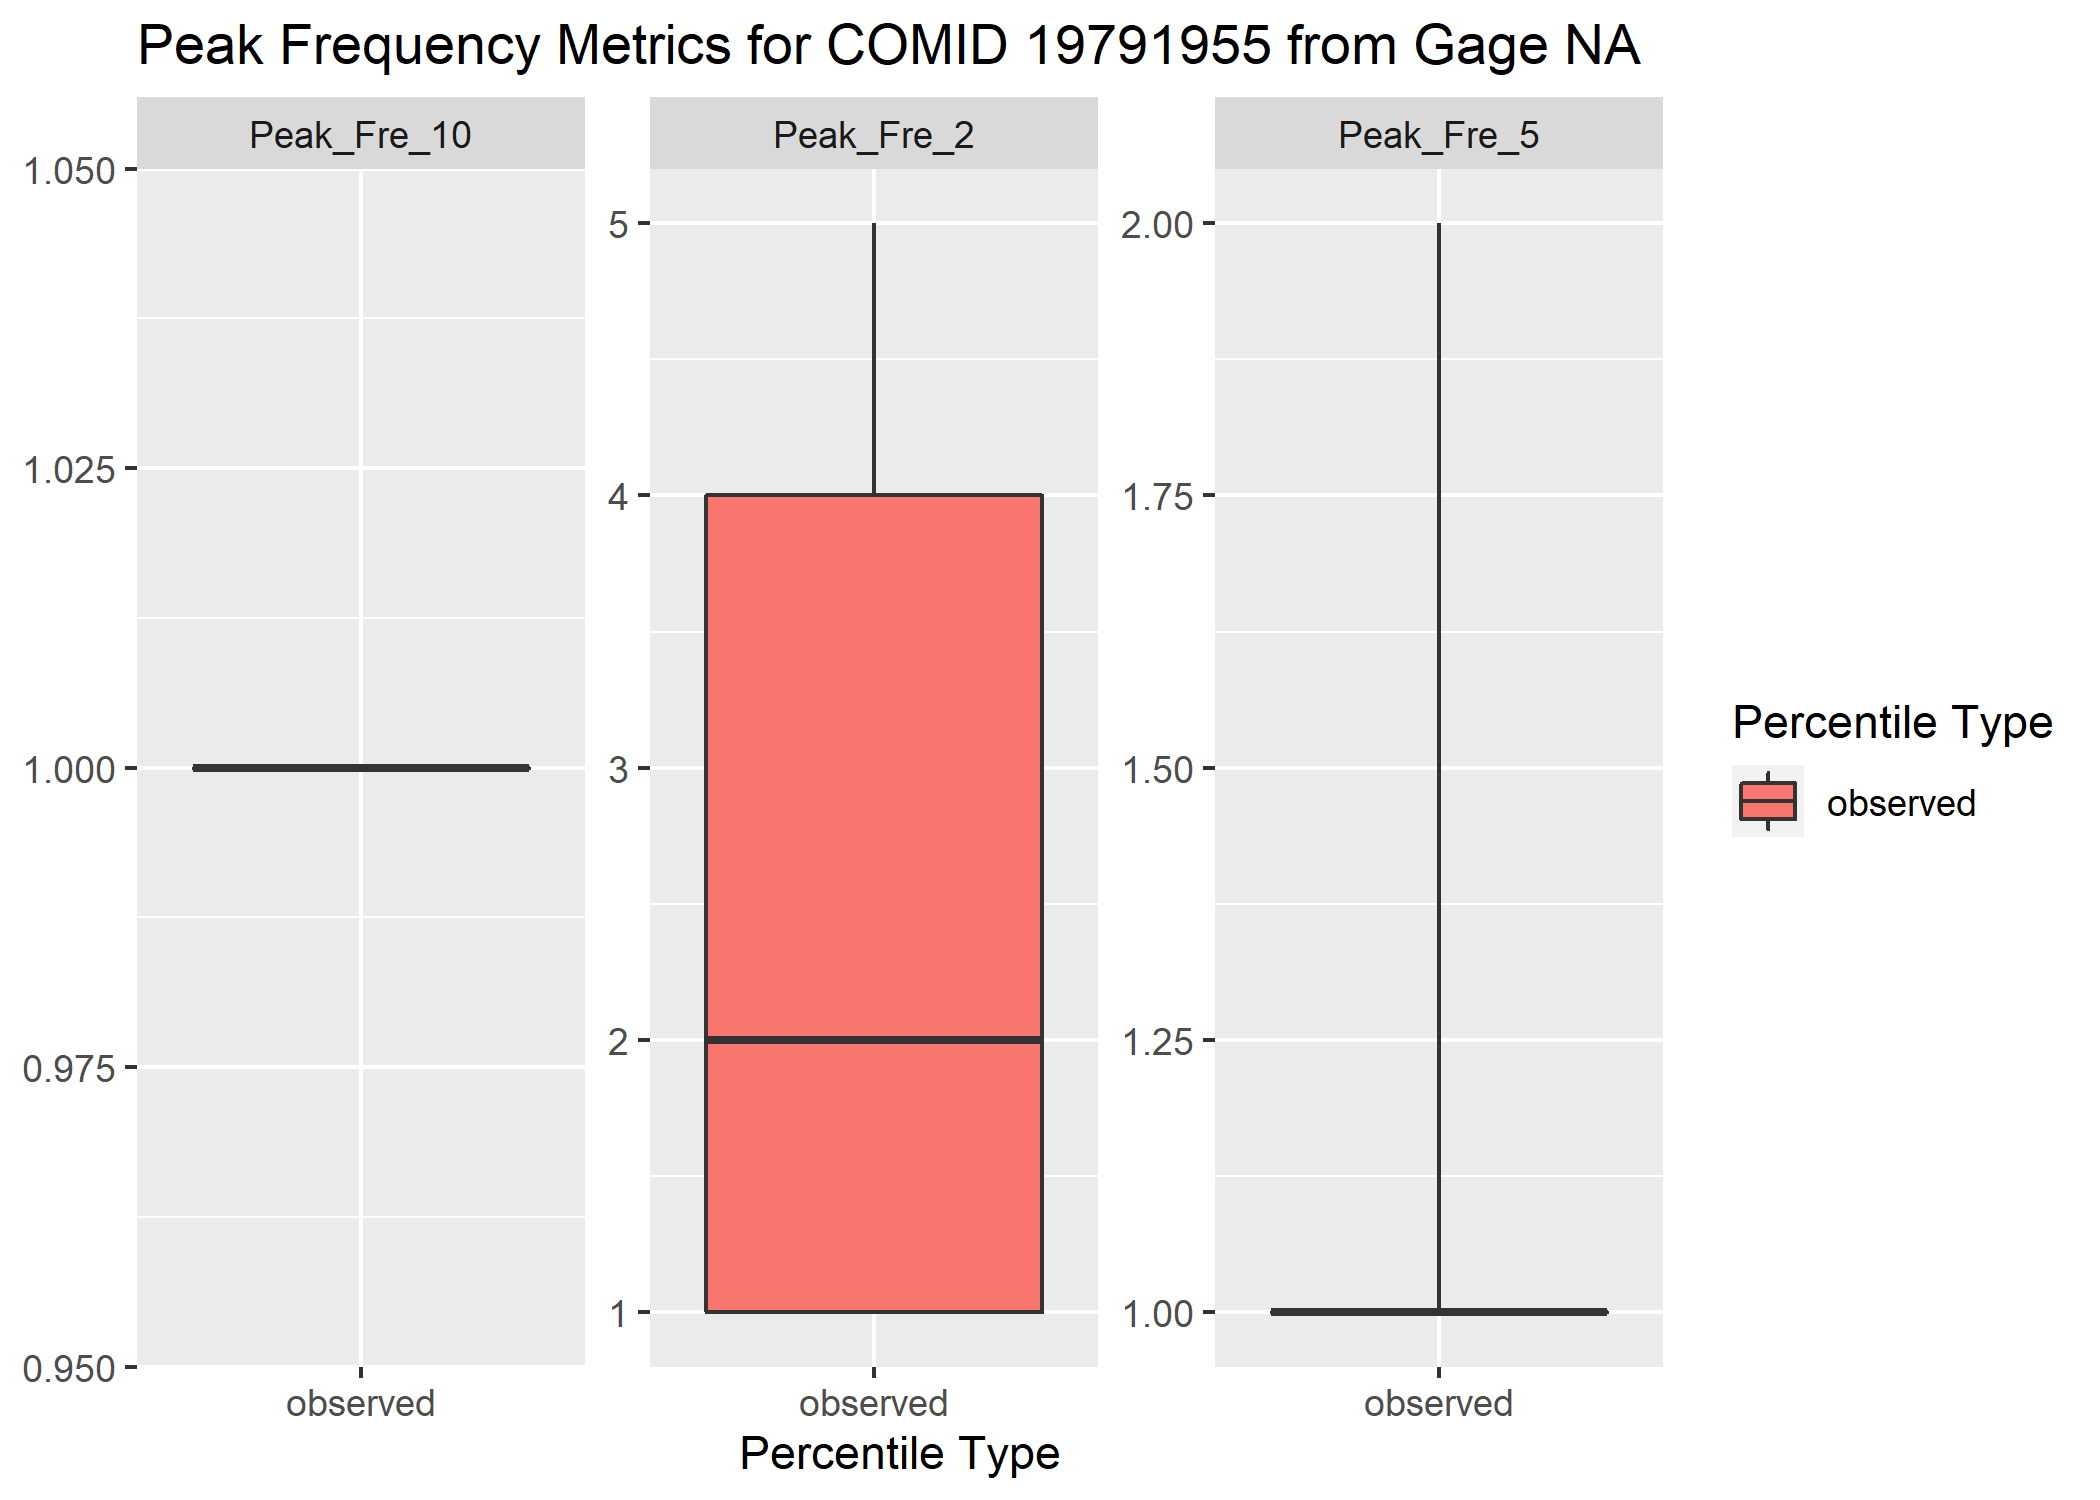 Peak Frequency Metrics for COMID 19791955 from Gage NA
Peak_Fre_10
Peak_Fre_2
Peak_Fre_5
1.050
1.025
1.000
0.975
0.950
5
4
3
2
1
2.00
1.75
1.50
1.25
1.00
observed
observed
observed
Percentile Type
Percentile Type
observed